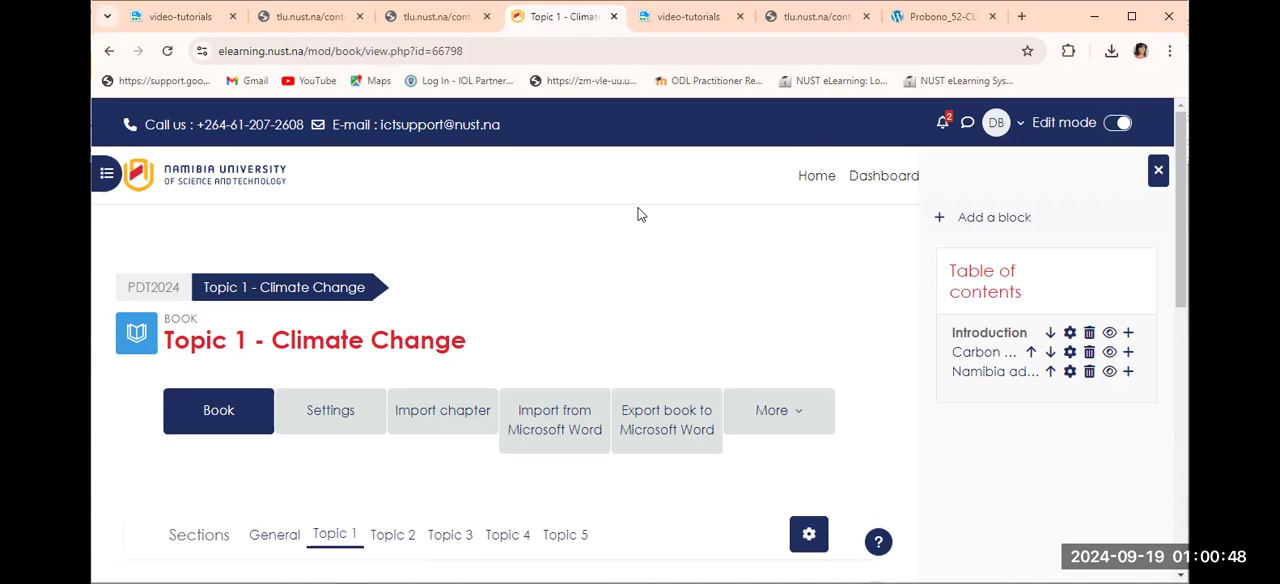 video-tutorials
tlu.nust.na/cont
tlu.nust.na/cont
Topic 1 - Climat
video-tutorials
tlu.nust.na/cont
Probono_52-CL
elearning.nust.na/mod/book/view.php?id=66798
https://support.goo...
Gmail
YouTube
Maps
Log In - IOL Partner...
https://zm-vle-uu.u...
ODL Practitioner Re...
NUST eLearning: Lo...
NUST eLearning Sys...
Call us : +264-61-207-2608
E-mail : ictsupport@nust.na
2
DB
Edit mode
NAMIBIA UNIVERSITY
OF SCIENCE AND TECHNOLOGY
Home
Dashboard
Add a block
Table of
contents
Introduction
Carbon ...
Namibia ad...
PDT2024
Topic 1 - Climate Change
BOOK
Topic 1 - Climate Change
Book
Settings
Import chapter
Import from
Microsoft Word
Export book to
Microsoft Word
More
Sections
General
Topic 1
Topic 2
Topic 3
Topic 4
Topic 5
?
2024-09-19 01:00:48